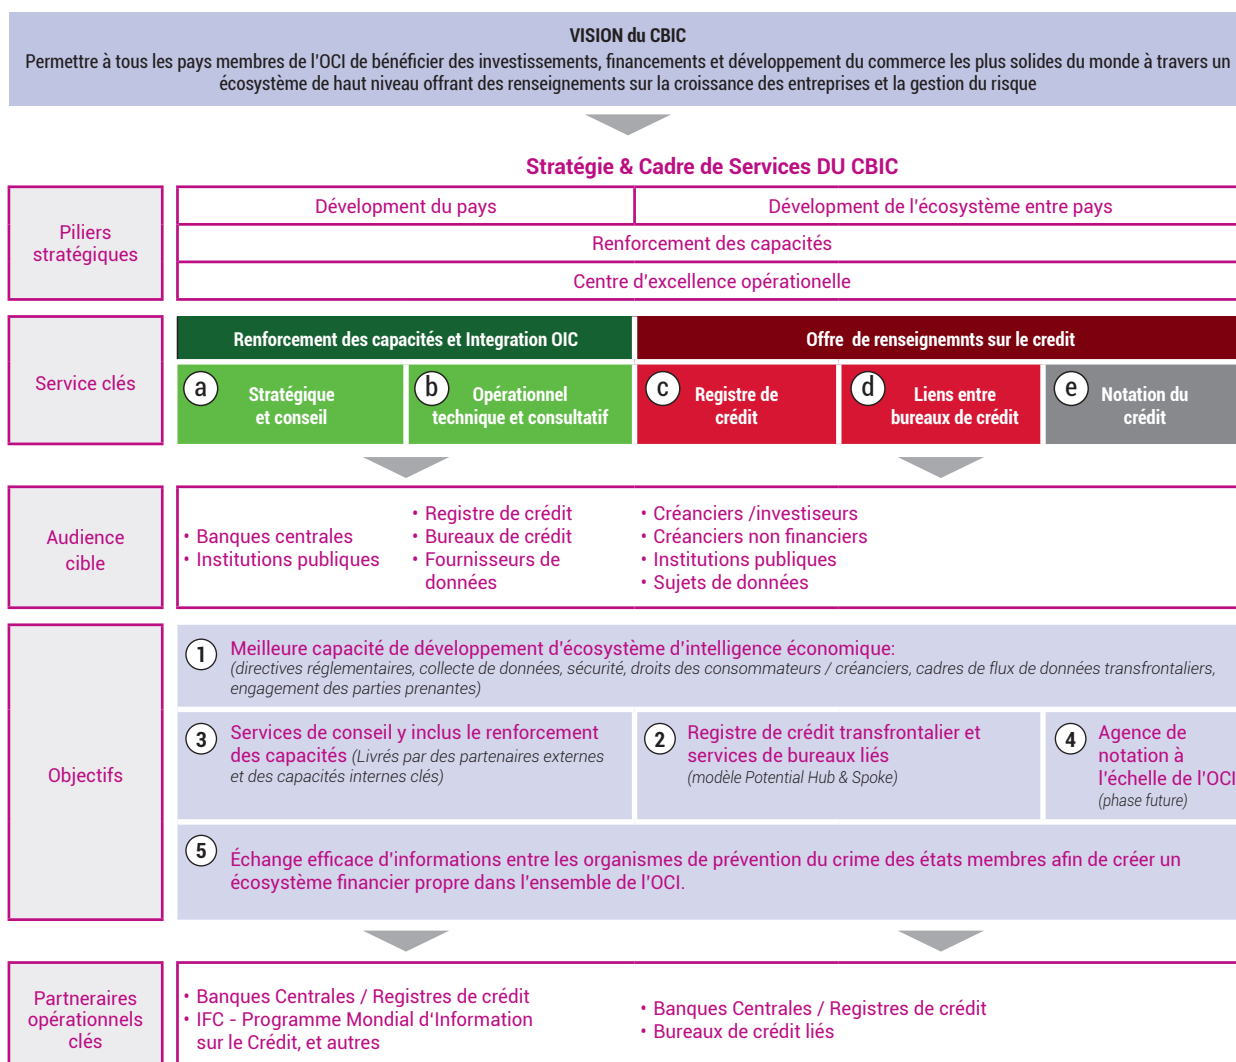 VISION du CBIC
Permettre à tous les pays membres de l'OCI de bénéficier des investissements, financements et développement du commerce les plus solides du monde à travers un
écosystème de haut niveau offrant des renseignements sur la croissance des entreprises et la gestion du risque
Stratégie & Cadre de Services DU CBIC
Piliers
stratégiques
Dévelopment du pays
Dévelopment de l'écosystème entre pays
Renforcement des capacités
Centre d'excellence opérationelle
Service clés
Renforcement des capacités et Integration OIC
Offre de renseignemnts sur le credit
a
Stratégique
et conseil
b
Opérationnel
technique et consultatif
c
Registre de
crédit
d
Liens entre
bureaux de crédit
e
Notation du
crédit
Audience
cible
• Banques centrales
• Institutions publiques
• Registre de crédit
• Bureaux de crédit
• Fournisseurs de
données
• Créanciers /investiseurs
• Créanciers non financiers
• Institutions publiques
• Sujets de données
Objectifs
1
Meilleure capacité de développement d'écosystème d'intelligence économique:
(directives réglementaires, collecte de données, sécurité, droits des consommateurs / créanciers, cadres de flux de données transfrontaliers,
engagement des parties prenantes)
3
Services de conseil y inclus le renforcement
des capacités (Livrés par des partenaires externes
et des capacités internes clés)
2
Registre de crédit transfrontalier et
services de bureaux liés
(modèle Potential Hub & Spoke)
4
Agence de
notation à
l'échelle de l'OCI
(phase future)
5
Échange efficace d'informations entre les organismes de prévention du crime des états membres afin de créer un
écosystème financier propre dans l'ensemble de l'OCI.
Partneraires
opérationnels
clés
• Banques Centrales / Registres de crédit
• IFC - Programme Mondial d'Information
sur le Crédit, et autres
• Banques Centrales / Registres de crédit
• Bureaux de crédit liés